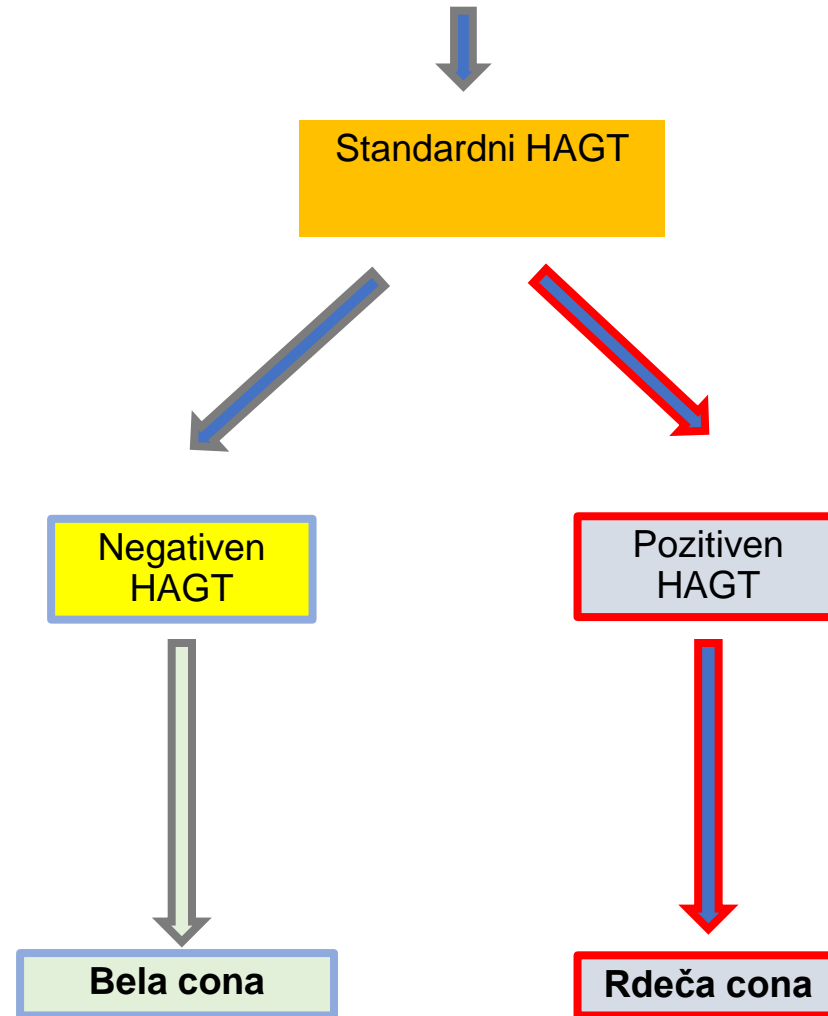 Standardni HAGT
Negativen
HAGT
Pozitiven
HAGT
Bela cona
Rdeča cona